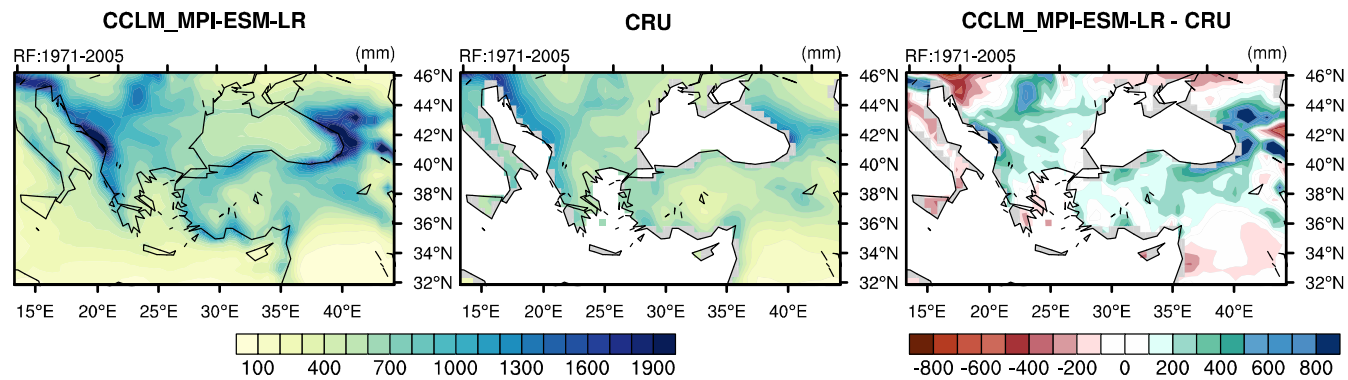 CCLM_MPI-ESM-LR
CRU
CCLM_MPI-ESM-LR - CRU
RF:1971-2005
(mm)
RF:1971-2005
(mm)
RF:1971-2005
(mm)
46°N
44°N
42°N
40°N
38°N
36°N
34°N
32°N
46°N
44°N
42°N
40°N
38°N
36°N
34°N
32°N
46°N
44°N
42°N
40°N
38°N
36°N
34°N
32°N
15°E 20°E 25°E 30°E 35°E 40°E
15°E 20°E 25°E 30°E 35°E 40°E
15°E 20°E 25°E 30°E 35°E 40°E
100 400 700 1000 1300 1600 1900
-800 -600 -400 -200 0 200 400 600 800